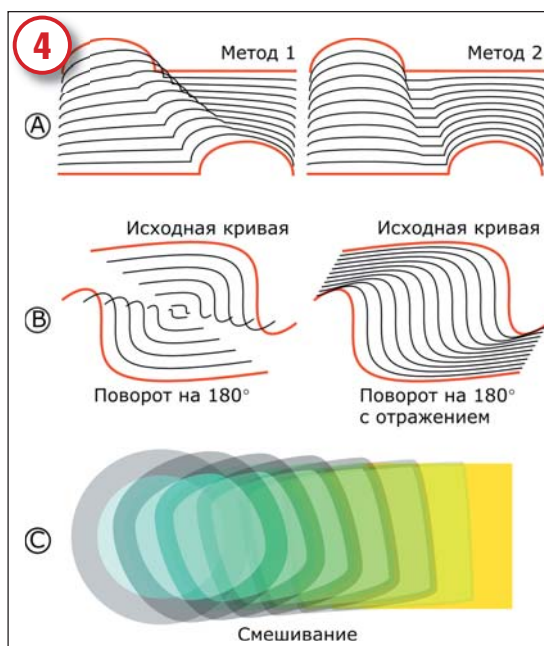 4
Метод 1
Метод 2
A
Исходная кривая
Исходная кривая
B
Поворот на 180°
Поворот на 180°
с отражением
C
Смешивание